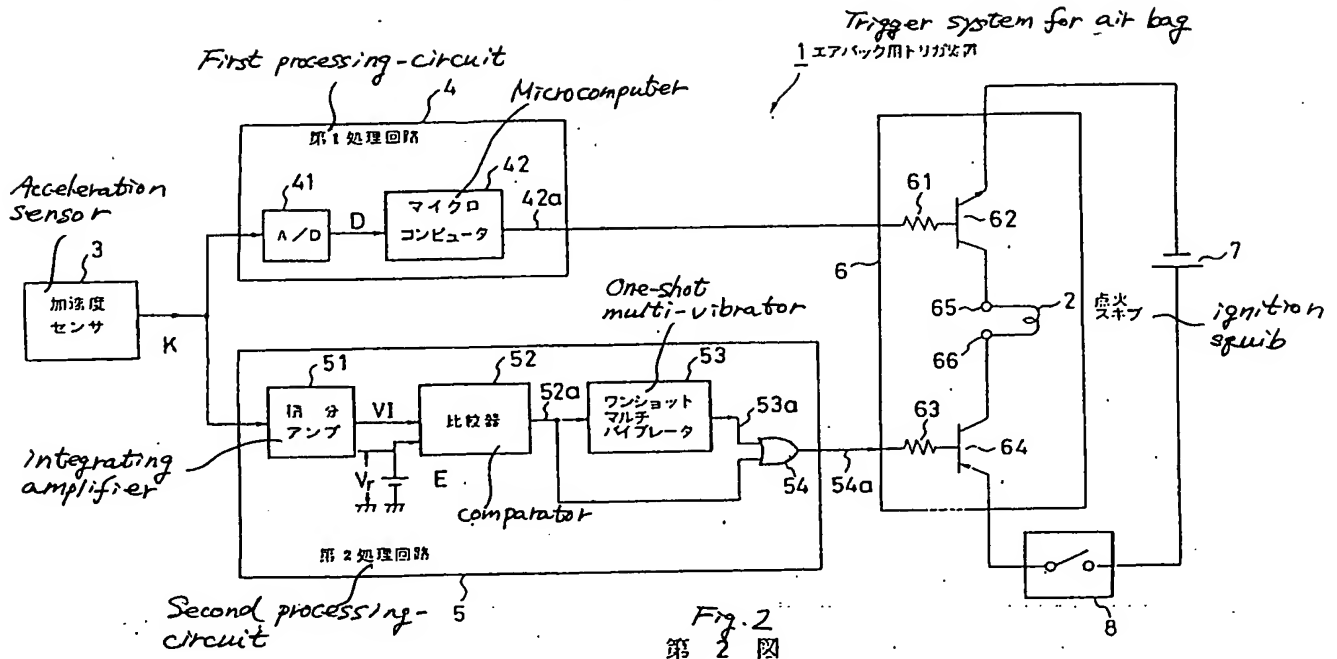 Trigger system for air bag
1 エアバック用トリガ装置
First processing-circuit
4
Microcomputer
第1処理回路
Acceleration
sensor
3
加速度
センサ
K
41
A/D
D
42
マイクロ
コンピュータ
42a
61
62
6
7
65
2
66
点火
スキブ
ignition
squib
One-shot
multi-vibrator
51
積分
アンプ
VI
52
比較器
52a
53
ワンショット
マルチ
バイブレータ
53a
63
64
54
54a
Integrating
amplifier
Vr
E
comparator
第2処理回路
Second processing-
circuit
5
8
Fig.2
第 2 図